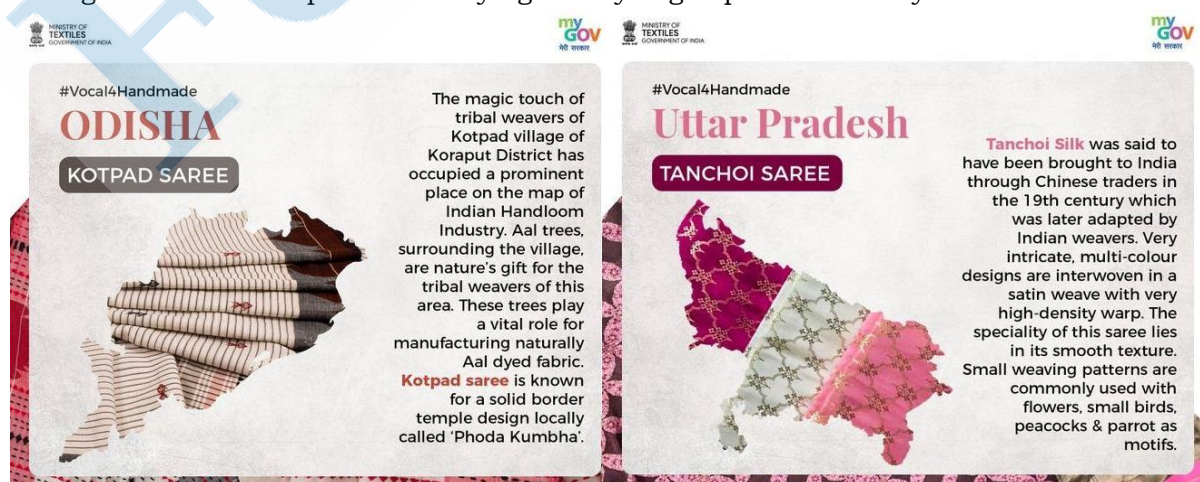 MINISTRY OF
TEXTILES
GOVERNMENT OF INDIA
my
GOV
मेरी सरकार
#Vocal4Handmade
ODISHA
KOTPAD SAREE
The magic touch of
tribal weavers of
Kotpad village of
Koraput District has
occupied a prominent
place on the map of
Indian Handloom
Industry. Aal trees,
surrounding the village,
are nature's gift for the
tribal weavers of this
area. These trees play
a vital role for
manufacturing naturally
Aal dyed fabric.
Kotpad saree is known
for a solid border
temple design locally
called 'Phoda Kumbha'.
MINISTRY OF
TEXTILES
GOVERNMENT OF INDIA
my
GOV
मेरी सरकार
#Vocal4Handmade
Uttar Pradesh
TANCHOI SAREE
Tanchoi Silk was said to
have been brought to India
through Chinese traders in
the 19th century which
was later adapted by
Indian weavers. Very
intricate, multi-colour
designs are interwoven in a
satin weave with very
high-density warp. The
speciality of this saree lies
in its smooth texture.
Small weaving patterns are
commonly used with
flowers, small birds,
peacocks & parrot as
motifs.